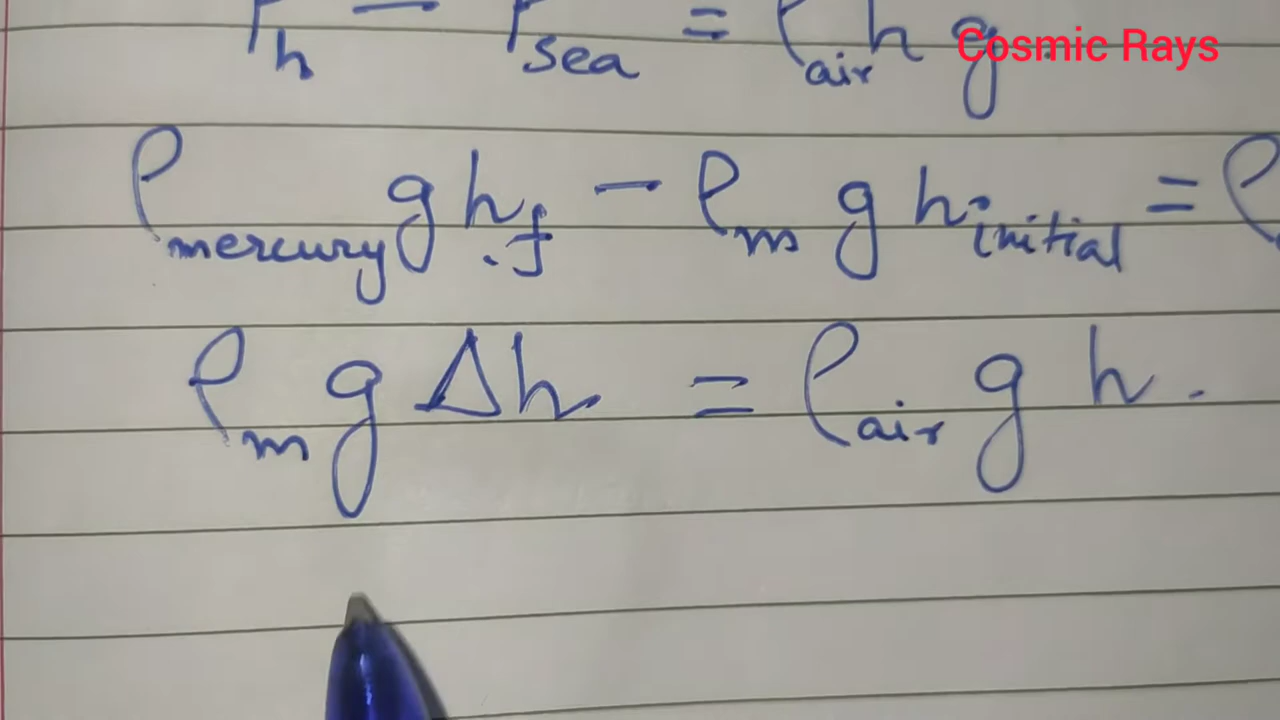 P_h - P_sea = ρ_air h g.
Cosmic Rays
ρ_mercury g h_f - ρ_m g h_initial = ρ
ρ_m g Δh = ρ_air g h.